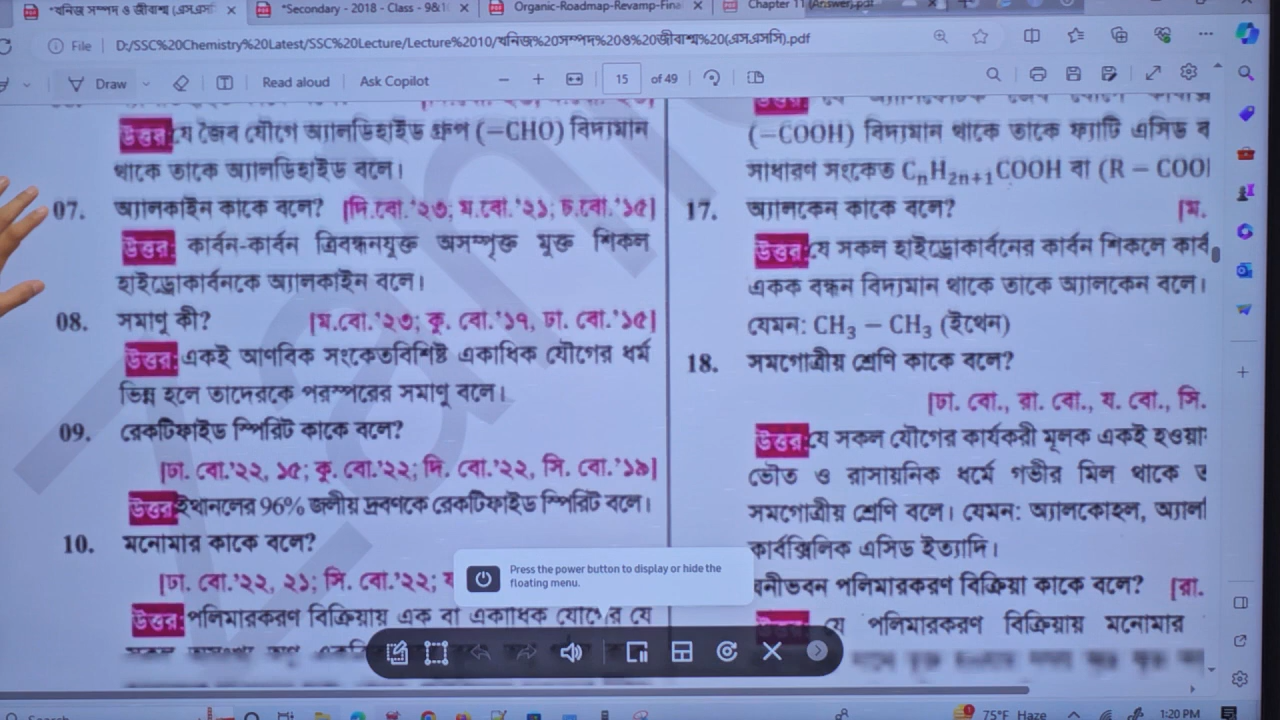 *খনিজ সম্পদ ও জীবাশ্ম (এসএসসি
*Secondary - 2018 - Class - 9&10
Organic-Roadmap-Revamp-Final
Chapter 11 (Answer).pdf
File D:/SSC%20Chemistry%20Latest/SSC%20Lecture/Lecture%2010/খনিজ%20সম্পদ%20ও%20জীবাশ্ম%20(এসএসসি).pdf
Draw Read aloud Ask Copilot 15 of 49
উত্তর: যে জৈব যৌগে অ্যালডিহাইড গ্রুপ (−CHO) বিদ্যমান
থাকে তাকে অ্যালডিহাইড বলে।
07. অ্যালকাইন কাকে বলে? [দি.বো.'২৩; ম.বো.'২১; চ.বো.'১৫]
উত্তর: কার্বন-কার্বন ত্রিবন্ধনযুক্ত অসম্পৃক্ত মুক্ত শিকল
হাইড্রোকার্বনকে অ্যালকাইন বলে।
08. সমাণু কী? [ম.বো.'২৩; কু. বো.'১৭, ঢা. বো.'১৫]
উত্তর: একই আণবিক সংকেতবিশিষ্ট একাধিক যৌগের ধর্ম
ভিন্ন হলে তাদেরকে পরস্পরের সমাণু বলে।
09. রেকটিফাইড স্পিরিট কাকে বলে?
[ঢা. বো.'২২, ১৫; কু. বো.'২২; দি. বো.'২২, সি. বো.'১৯]
উত্তর: ইথানলের 96% জলীয় দ্রবণকে রেকটিফাইড স্পিরিট বলে।
10. মনোমার কাকে বলে?
[ঢা. বো.'২২, ২১; সি. বো.'২২; য
উত্তর: পলিমারকরণ বিক্রিয়ায় এক বা একাধিক যৌগের যে
(−COOH) বিদ্যমান থাকে তাকে ফ্যাটি এসিড ব
সাধারণ সংকেত CnH2n+1COOH বা (R − COO
17. অ্যালকেন কাকে বলে? [ম.
উত্তর: যে সকল হাইড্রোকার্বনের কার্বন শিকলে কার্ব
একক বন্ধন বিদ্যমান থাকে তাকে অ্যালকেন বলে।
যেমন: CH3 − CH3 (ইথেন)
18. সমগোত্রীয় শ্রেণি কাকে বলে?
[ঢা. বো., রা. বো., য. বো., সি.
উত্তর: যে সকল যৌগের কার্যকরী মূলক একই হওয়া
ভৌত ও রাসায়নিক ধর্মে গভীর মিল থাকে ত
সমগোত্রীয় শ্রেণি বলে। যেমন: অ্যালকোহল, অ্যাল
কার্বক্সিলিক এসিড ইত্যাদি।
নীভবন পলিমারকরণ বিক্রিয়া কাকে বলে? [রা.
উত্তর: যে পলিমারকরণ বিক্রিয়ায় মনোমার
Press the power button to display or hide the
floating menu.
Search 75°F Haze 1:20 PM